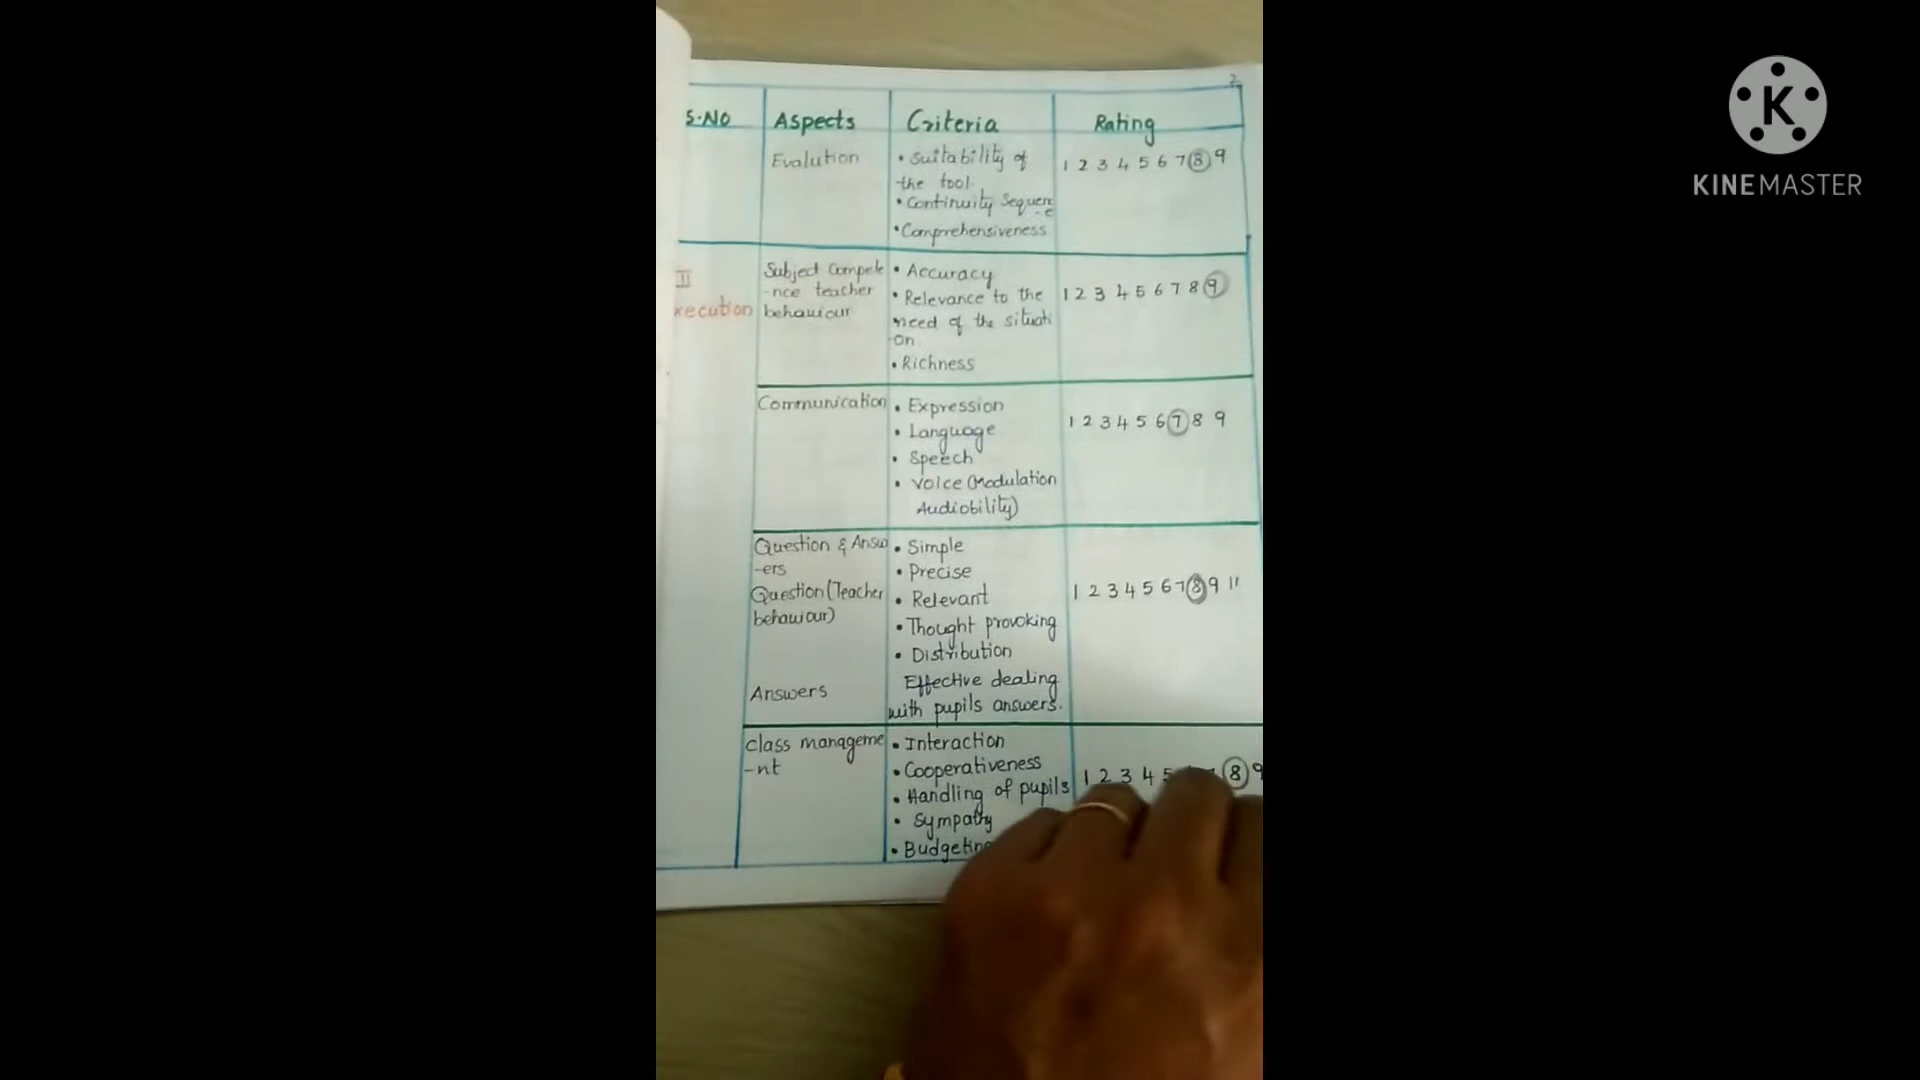 2
S.NO Aspects Criteria Rating
Evalution
• Suitability of
the tool.
• Continuity Sequenc
-e
• Comprehensiveness
1 2 3 4 5 6 7 8 9
II
xecution
Subject Compete
-nce teacher
behaviour
• Accuracy
• Relevance to the
need of the situati
on
• Richness
1 2 3 4 5 6 7 8 9
Communication
• Expression
• Language
• Speech
• Voice (Modulation
Audiobility)
1 2 3 4 5 6 7 8 9
Question & Answ
-ers
Question (Teacher
behaviour)
Answers
• Simple
• Precise
• Relevant
• Thought provoking
• Distribution
Effective dealing
with pupils answers.
1 2 3 4 5 6 7 8 9 11
Class manageme
-nt
• Interaction
• Cooperativeness
• Handling of pupils
• Sympathy
• Budgeting
1 2 3 4 5 8 9
K
KINEMASTER